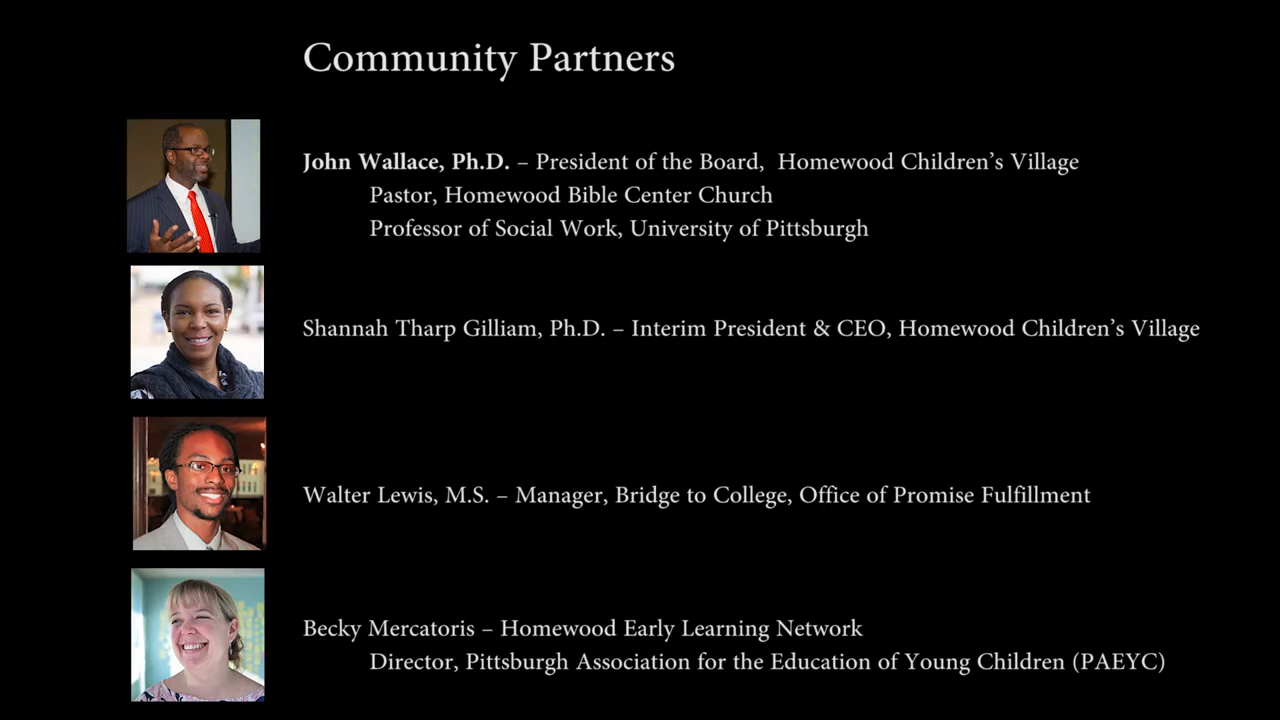 Community Partners
John Wallace, Ph.D. – President of the Board, Homewood Children’s Village
Pastor, Homewood Bible Center Church
Professor of Social Work, University of Pittsburgh
Shannah Tharp Gilliam, Ph.D. – Interim President & CEO, Homewood Children’s Village
Walter Lewis, M.S. – Manager, Bridge to College, Office of Promise Fulfillment
Becky Mercatoris – Homewood Early Learning Network
Director, Pittsburgh Association for the Education of Young Children (PAEYC)